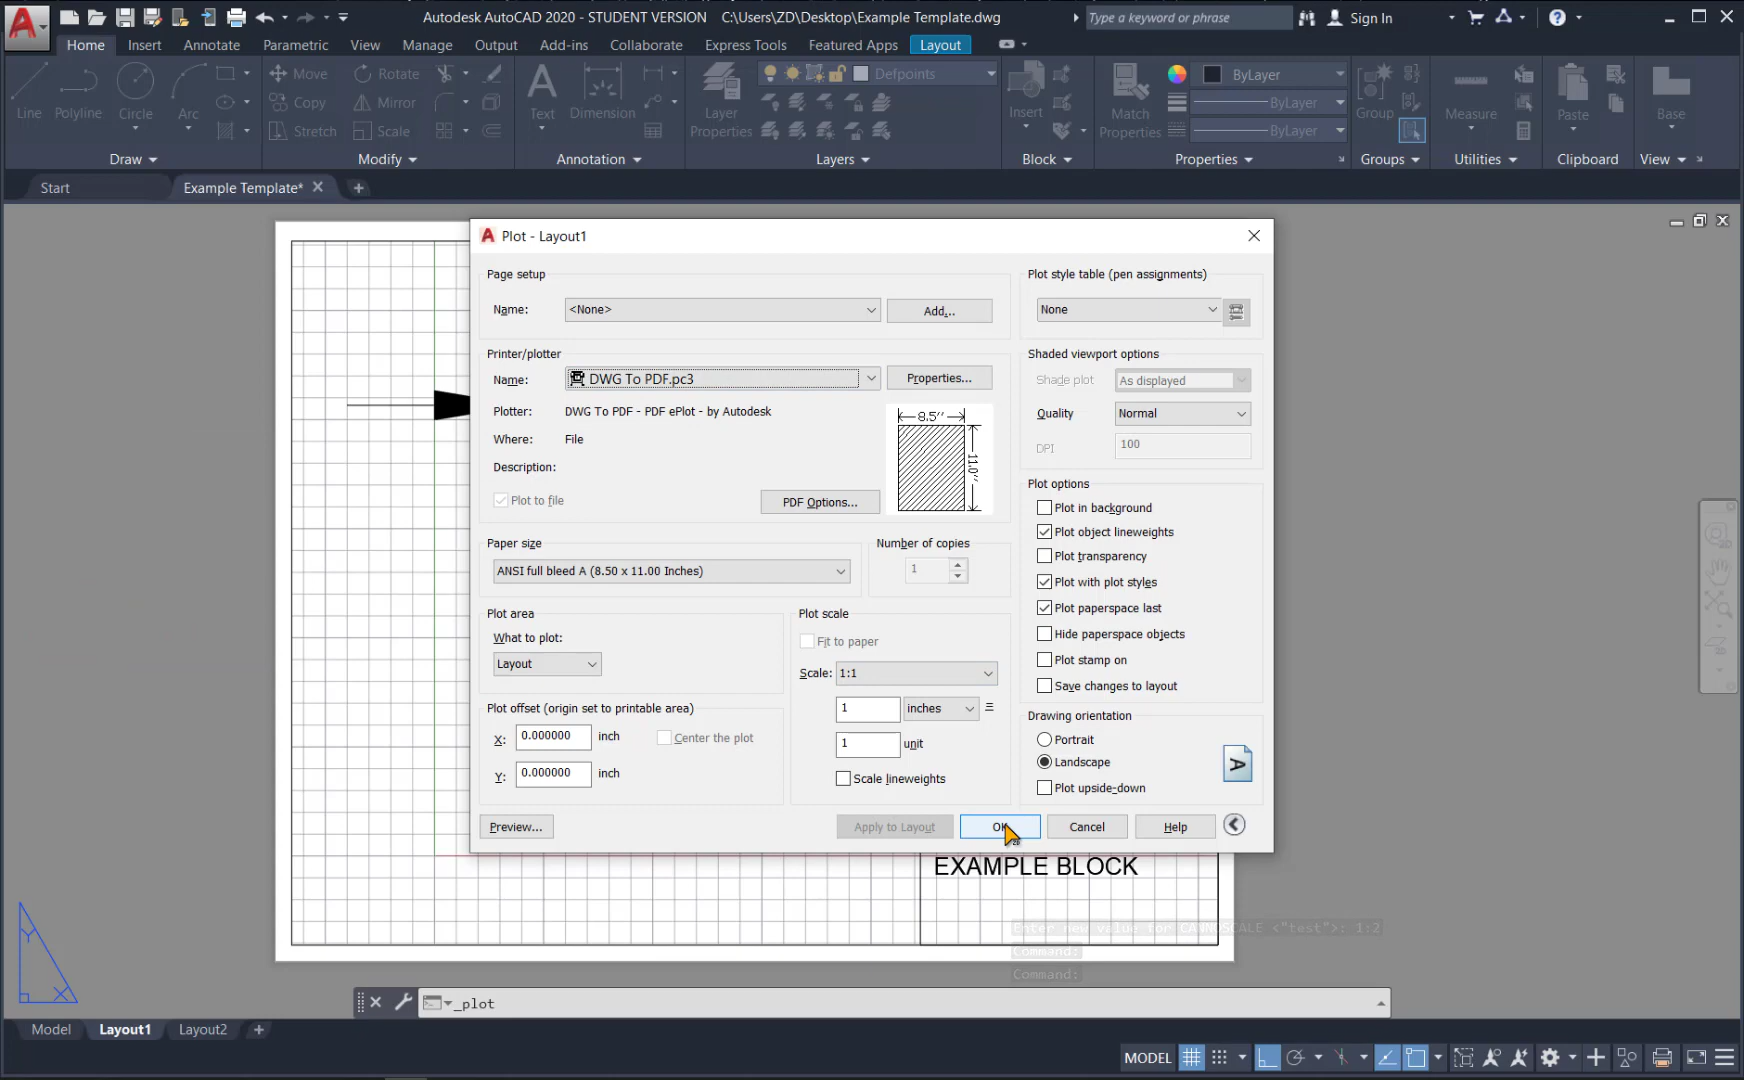 Autodesk AutoCAD 2020 - STUDENT VERSION C:\Users\ZD\Desktop\Example Template.dwg
Type a keyword or phrase
Sign In
Home Insert Annotate Parametric View Manage Output Add-ins Collaborate Express Tools Featured Apps Layout
Line Polyline Circle Arc
Move Rotate
Copy Mirror
Stretch Scale
Text Dimension
Layer Properties
Defpoints
Insert
Match Properties
ByLayer
ByLayer
ByLayer
Group
Measure
Paste
Base
Draw Modify Annotation Layers Block Properties Groups Utilities Clipboard View
Start Example Template*
Plot - Layout1
Page setup
Name: <None> Add...
Printer/plotter
Name: DWG To PDF.pc3 Properties...
Plotter: DWG To PDF - PDF ePlot - by Autodesk
Where: File
Description:
Plot to file
PDF Options...
8.5''
11.0''
Paper size
ANSI full bleed A (8.50 x 11.00 Inches)
Number of copies
1
Plot area
What to plot:
Layout
Plot scale
Fit to paper
Scale: 1:1
1 inches =
1 unit
Scale lineweights
Plot offset (origin set to printable area)
X: 0.000000 inch
Center the plot
Y: 0.000000 inch
Plot style table (pen assignments)
None
Shaded viewport options
Shade plot As displayed
Quality Normal
DPI 100
Plot options
Plot in background
Plot object lineweights
Plot transparency
Plot with plot styles
Plot paperspace last
Hide paperspace objects
Plot stamp on
Save changes to layout
Drawing orientation
Portrait
Landscape
Plot upside-down
A
Preview... Apply to Layout OK Cancel Help
EXAMPLE BLOCK
Enter new value for CANNOSCALE <"test">: 1:2
Command:
Command:
Y
X
_plot
Model Layout1 Layout2
MODEL